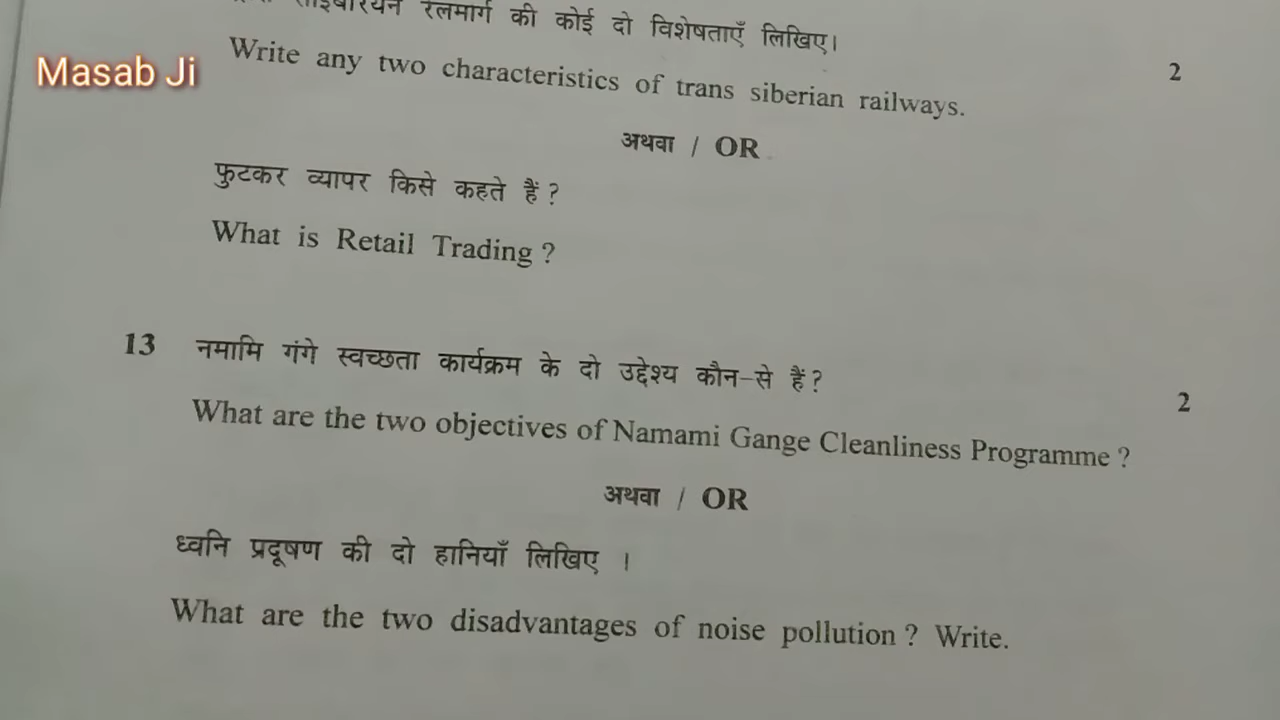 साइबेरियन रेलमार्ग की कोई दो विशेषताएँ लिखिए।
Masab Ji
Write any two characteristics of trans siberian railways.
2
अथवा / OR
फुटकर व्यापर किसे कहते हैं ?
What is Retail Trading ?
13 नमामि गंगे स्वच्छता कार्यक्रम के दो उद्देश्य कौन-से हैं ?
2
What are the two objectives of Namami Gange Cleanliness Programme ?
अथवा / OR
ध्वनि प्रदूषण की दो हानियाँ लिखिए ।
What are the two disadvantages of noise pollution ? Write.